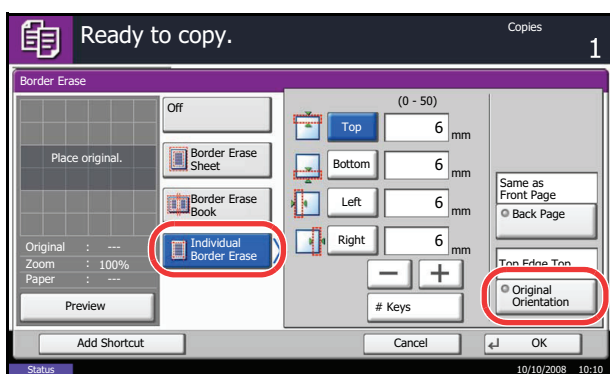 Ready to copy.
Copies
1
Border Erase
Place original.
Original : ---
Zoom : 100%
Paper : ---
Preview
Off
Border Erase
Sheet
Border Erase
Book
Individual
Border Erase
(0 - 50)
Top 6 mm
Bottom 6 mm
Left 6 mm
Right 6 mm
# Keys
Same as
Front Page
Back Page
Top Edge Top
Original
Orientation
Add Shortcut
Cancel
OK
Status
10/10/2008 10:10